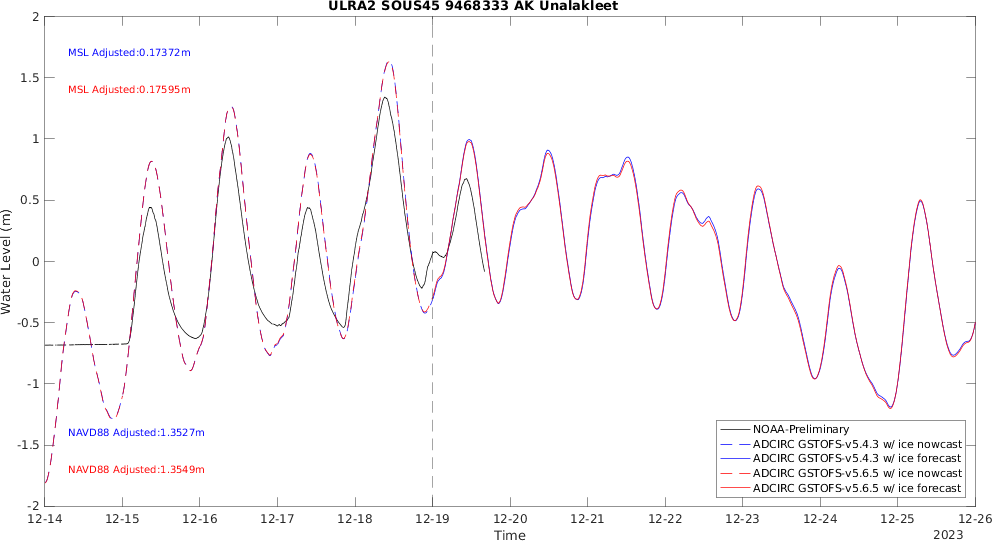 ULRA2 SOUS45 9468333 AK Unalakleet
2
1.5
1
0.5
0
-0.5
-1
-1.5
-2
Water Level (m)
MSL Adjusted:0.17372m
MSL Adjusted:0.17595m
NAVD88 Adjusted:1.3527m
NAVD88 Adjusted:1.3549m
NOAA-Preliminary
ADCIRC GSTOFS-v5.4.3 w/ ice nowcast
ADCIRC GSTOFS-v5.4.3 w/ ice forecast
ADCIRC GSTOFS-v5.6.5 w/ ice nowcast
ADCIRC GSTOFS-v5.6.5 w/ ice forecast
12-14 12-15 12-16 12-17 12-18 12-19 12-20 12-21 12-22 12-23 12-24 12-25 12-26
Time
2023